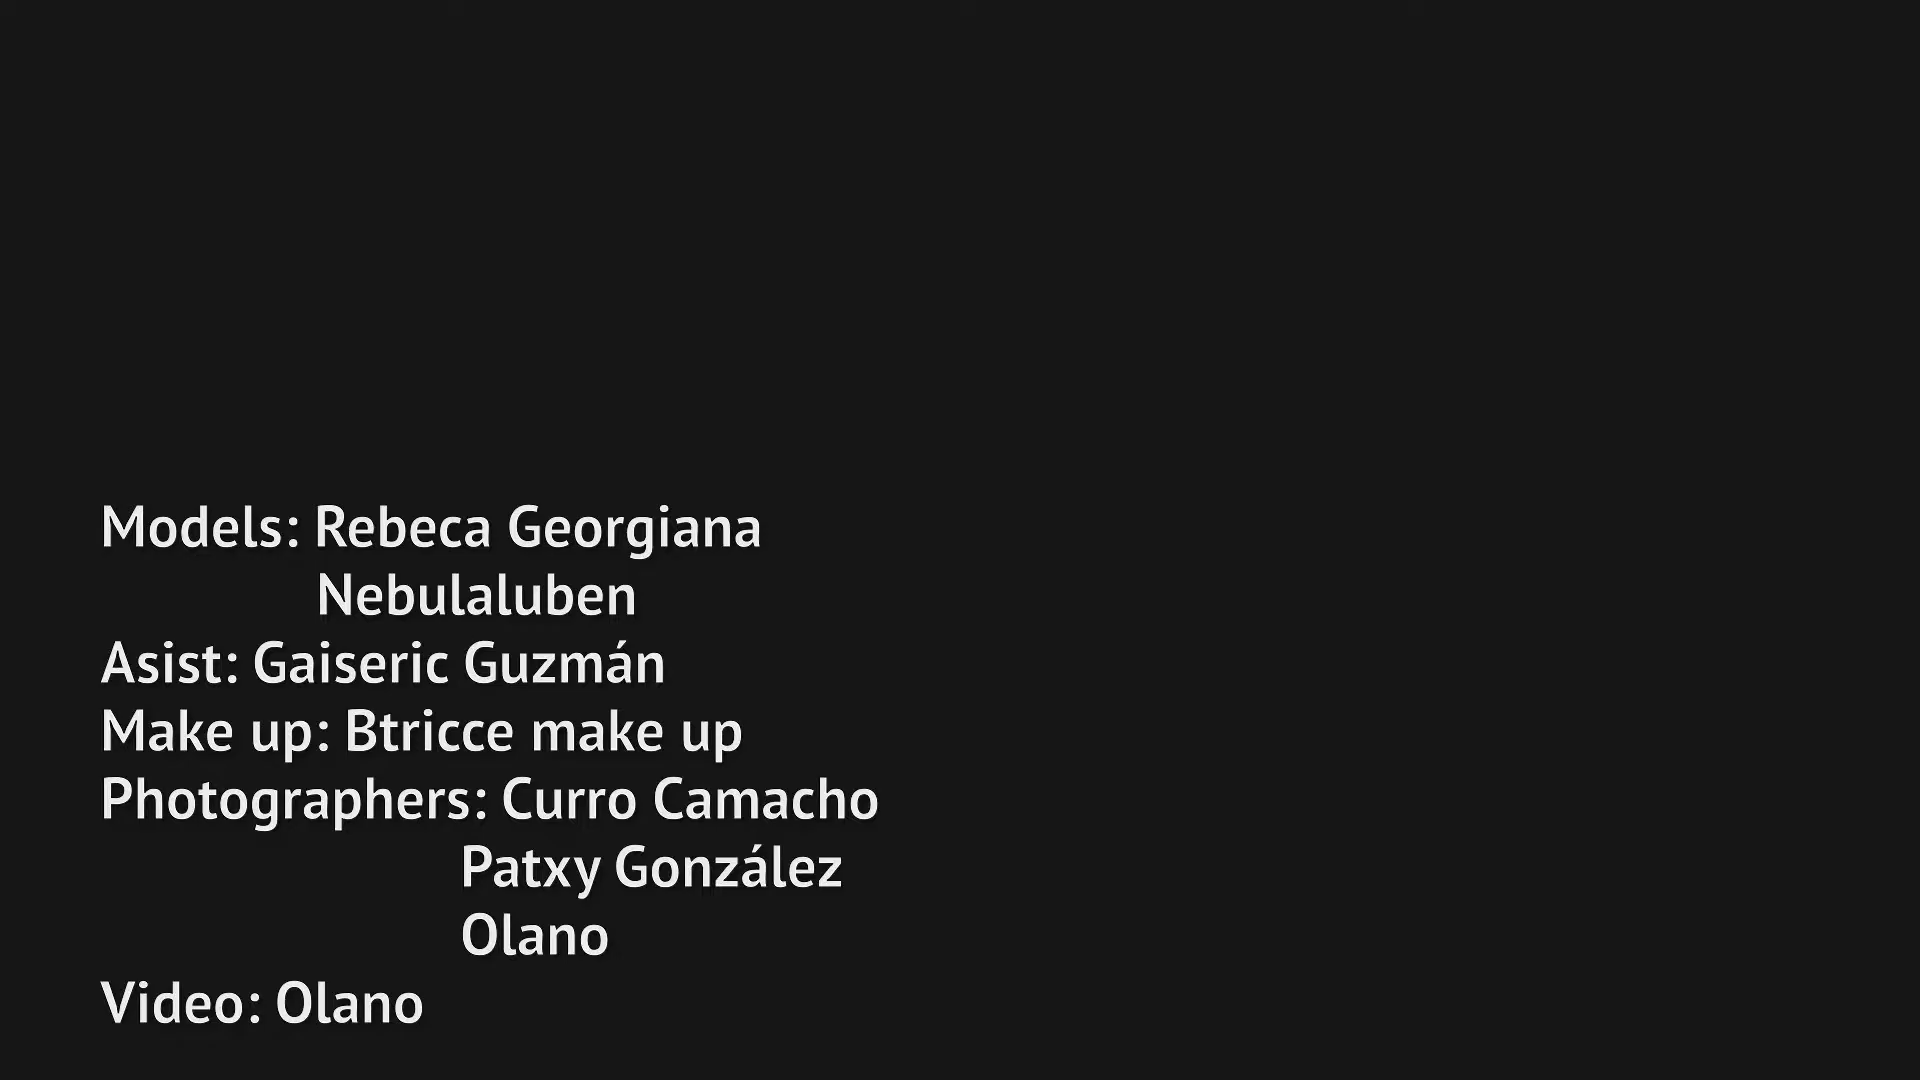 Models: Rebeca Georgiana
Nebulaluben
Asist: Gaiseric Guzmán
Make up: Btricce make up
Photographers: Curro Camacho
Patxy González
Olano
Video: Olano